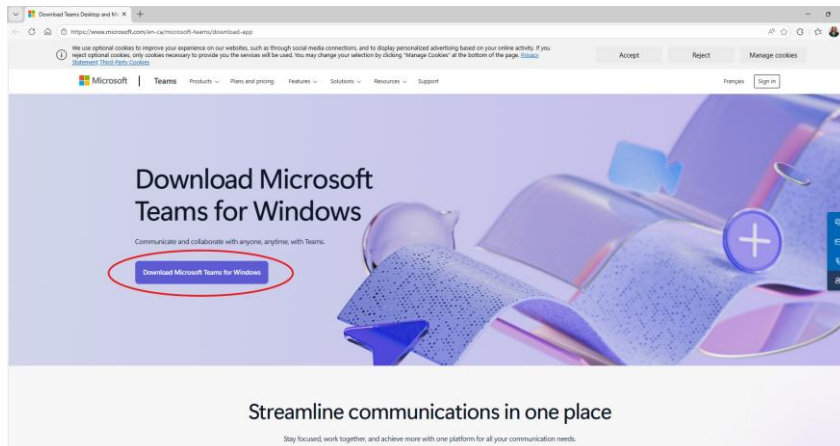 Download Teams Desktop and M
https://www.microsoft.com/en-ca/microsoft-teams/download-app
We use optional cookies to improve your experience on our websites, such as through social media connections, and to display personalized advertising based on your online activity. If you
reject optional cookies, only cookies necessary to provide you the services will be used. You may change your selection by clicking "Manage Cookies" at the bottom of the page. Privacy
Statement Third-Party Cookies
Accept
Reject
Manage cookies
Microsoft
Teams
Products
Plans and pricing
Features
Solutions
Resources
Support
Français
Sign in
Download Microsoft
Teams for Windows
Communicate and collaborate with anyone, anytime, with Teams.
Download Microsoft Teams for Windows
Streamline communications in one place
Stay focused, work together, and achieve more with one platform for all your communication needs.